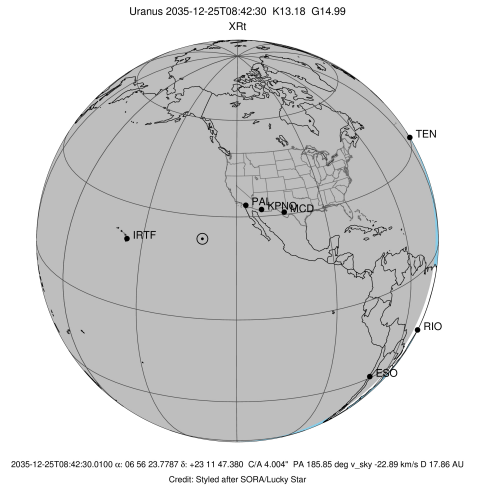 Uranus 2035-12-25T08:42:30 K13.18 G14.99
XRt
TEN
PAL KPNO MCD
IRTF
RIO
ESO
2035-12-25T08:42:30.0100 α: 06 56 23.7787 δ: +23 11 47.380 C/A 4.004" PA 185.85 deg v_sky -22.89 km/s D 17.86 AU
Credit: Styled after SORA/Lucky Star